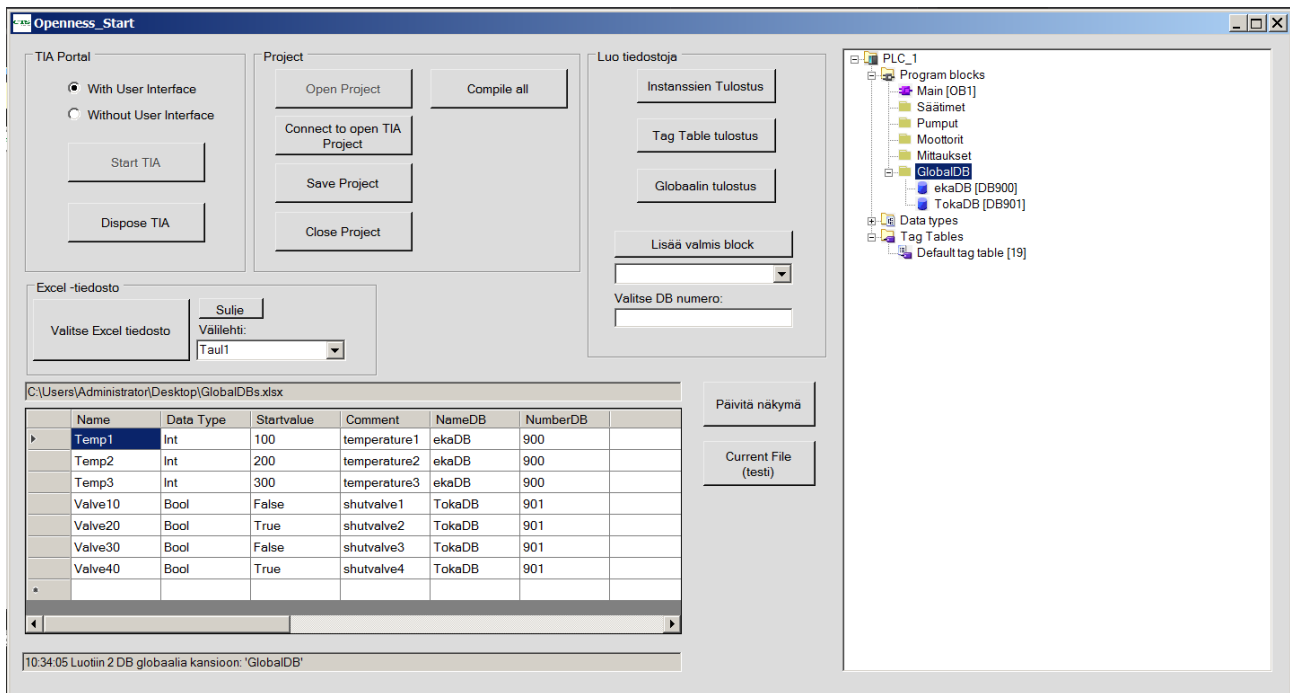 Openness_Start
TIA Portal
With User Interface
Without User Interface
Start TIA
Dispose TIA
Project
Open Project
Compile all
Connect to open TIA
Project
Save Project
Close Project
Luo tiedostoja
Instanssien Tulostus
Tag Table tulostus
Globaalin tulostus
Lisää valmis block
Valitse DB numero:
Excel -tiedosto
Valitse Excel tiedosto
Sulje
Välilehti:
Taul1
C:\Users\Administrator\Desktop\GlobalDBs.xlsx
Name Data Type Startvalue Comment NameDB NumberDB
Temp1 Int 100 temperature1 ekaDB 900
Temp2 Int 200 temperature2 ekaDB 900
Temp3 Int 300 temperature3 ekaDB 900
Valve10 Bool False shutvalve1 TokaDB 901
Valve20 Bool True shutvalve2 TokaDB 901
Valve30 Bool False shutvalve3 TokaDB 901
Valve40 Bool True shutvalve4 TokaDB 901
Päivitä näkymä
Current File
(testi)
10:34:05 Luotiin 2 DB globaalia kansioon: 'GlobalDB'
PLC_1
Program blocks
Main [OB1]
Säätimet
Pumput
Moottorit
Mittaukset
GlobalDB
ekaDB [DB900]
TokaDB [DB901]
Data types
Tag Tables
Default tag table [19]